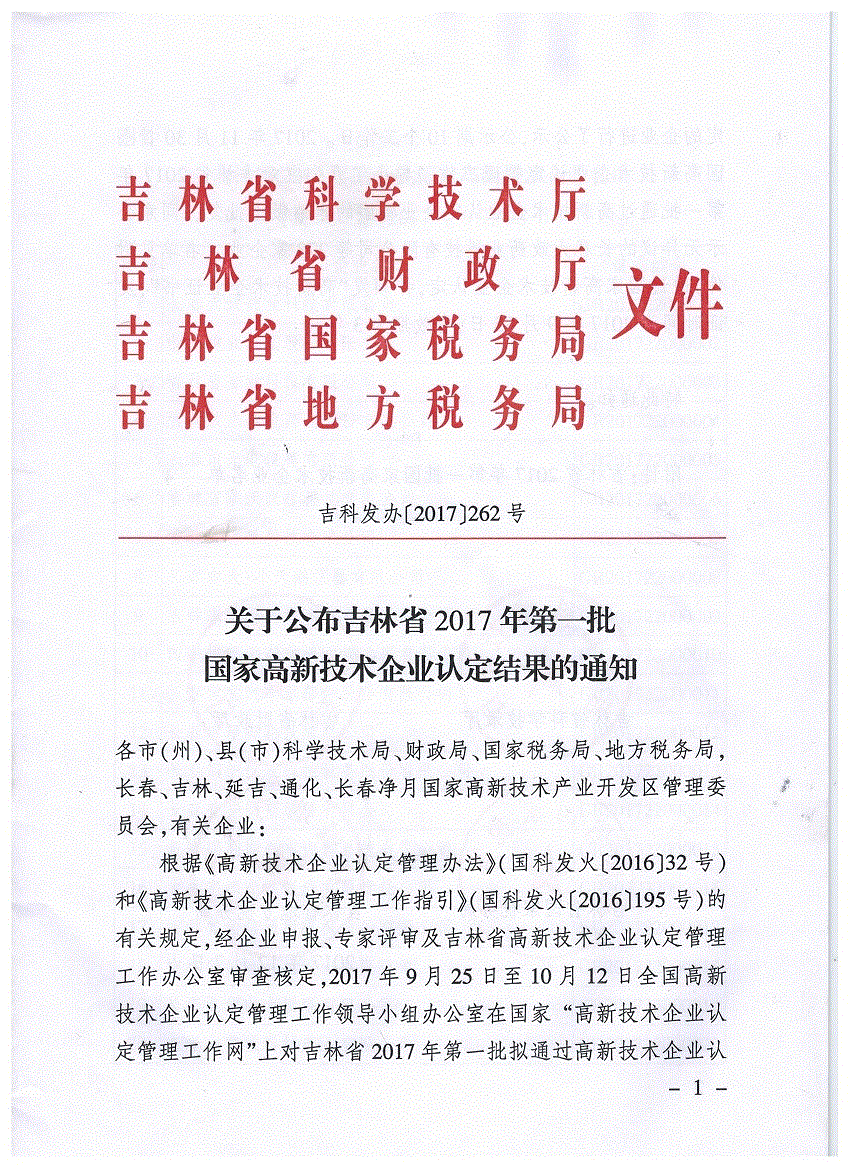 吉林省科学技术厅
吉林省财政厅
吉林省国家税务局
吉林省地方税务局
文件
吉科发办〔2017〕262号
关于公布吉林省2017年第一批
国家高新技术企业认定结果的通知
各市(州)、县(市)科学技术局、财政局、国家税务局、地方税务局,
长春、吉林、延吉、通化、长春净月国家高新技术产业开发区管理委
员会,有关企业:
根据《高新技术企业认定管理办法》(国科发火〔2016〕32号)
和《高新技术企业认定管理工作指引》(国科发火〔2016〕195号)的
有关规定,经企业申报、专家评审及吉林省高新技术企业认定管理
工作办公室审查核定,2017年9月25日至10月12日全国高新
技术企业认定管理工作领导小组办公室在国家“高新技术企业认
定管理工作网”上对吉林省2017年第一批拟通过高新技术企业认
- 1 -